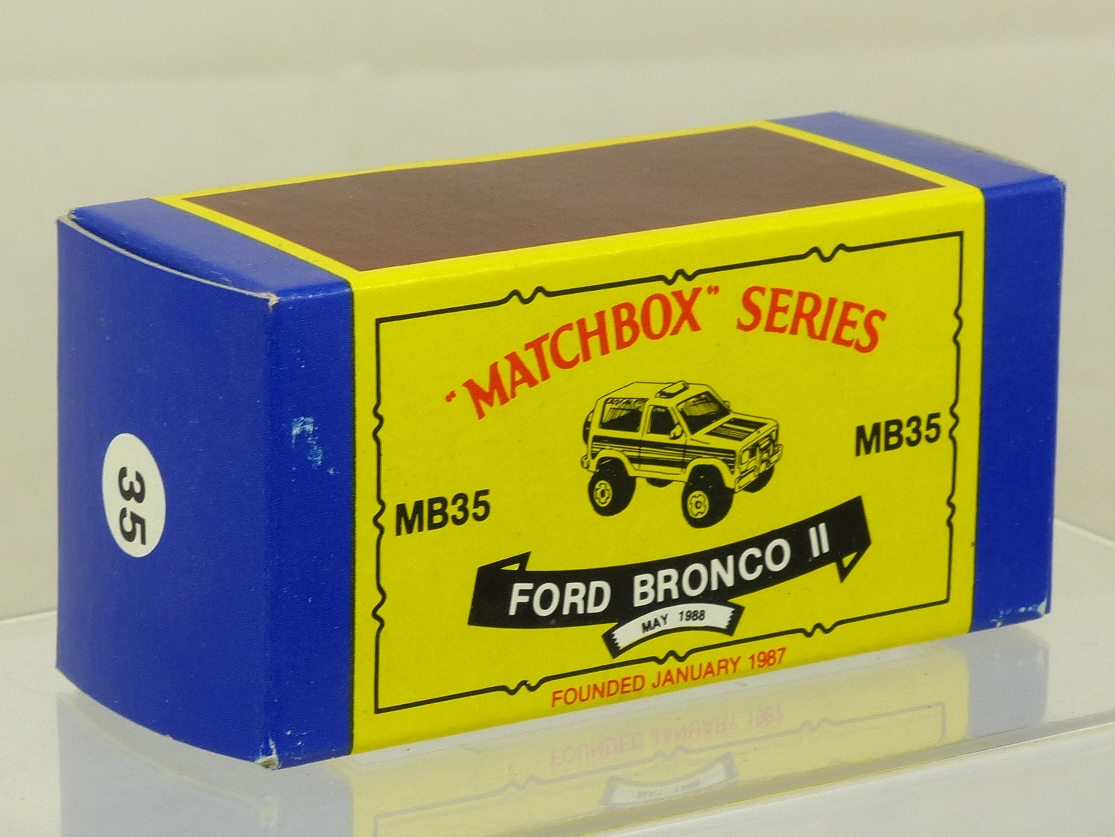 "MATCHBOX" SERIES
MB35
MB35
FORD BRONCO II
MAY 1988
FOUNDED JANUARY 1987
35